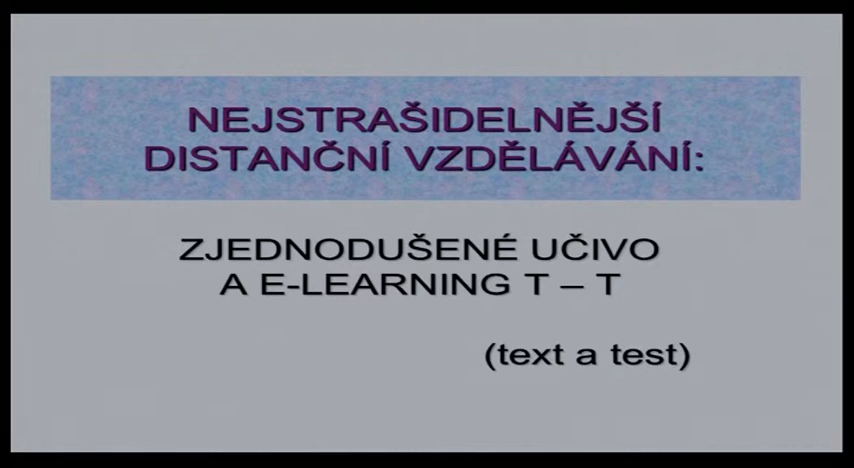 NEJSTRAŠIDELNĚJŠÍ
DISTANČNÍ VZDĚLÁVÁNÍ:
ZJEDNODUŠENÉ UČIVO
A E-LEARNING T – T
(text a test)